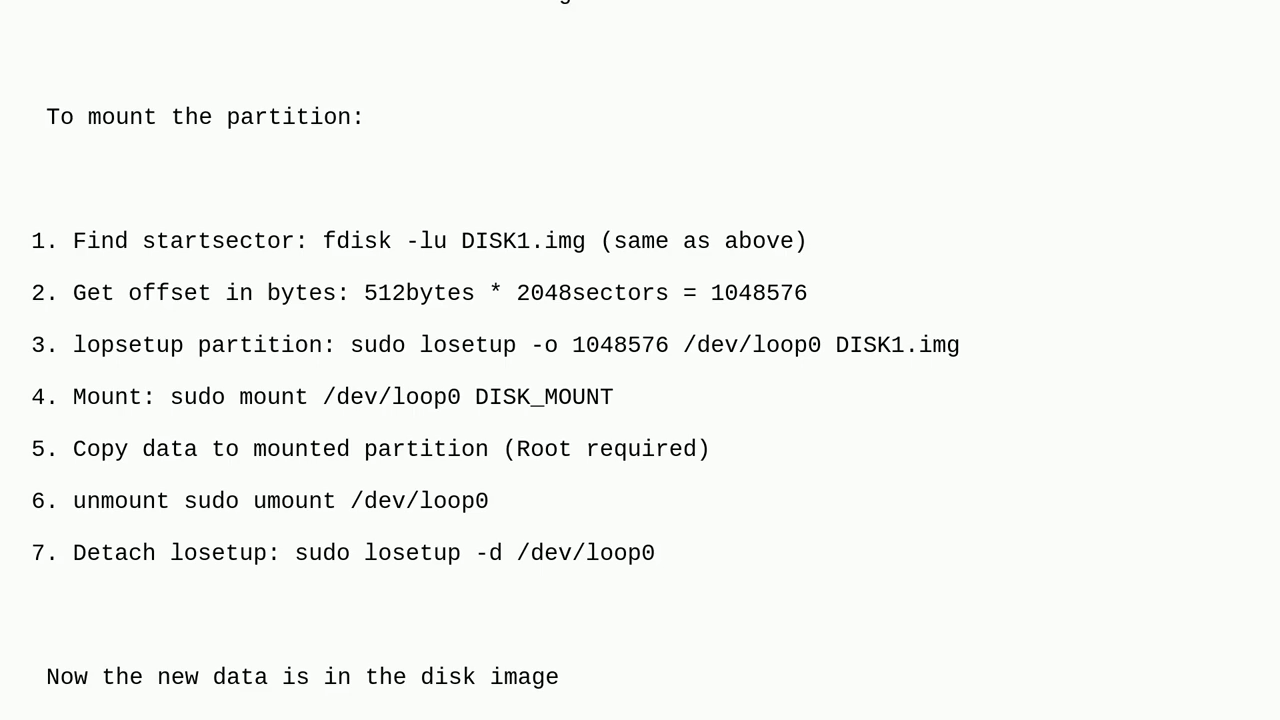 To mount the partition:
1. Find startsector: fdisk -lu DISK1.img (same as above)
2. Get offset in bytes: 512bytes * 2048sectors = 1048576
3. lopsetup partition: sudo losetup -o 1048576 /dev/loop0 DISK1.img
4. Mount: sudo mount /dev/loop0 DISK_MOUNT
5. Copy data to mounted partition (Root required)
6. unmount sudo umount /dev/loop0
7. Detach losetup: sudo losetup -d /dev/loop0
Now the new data is in the disk image